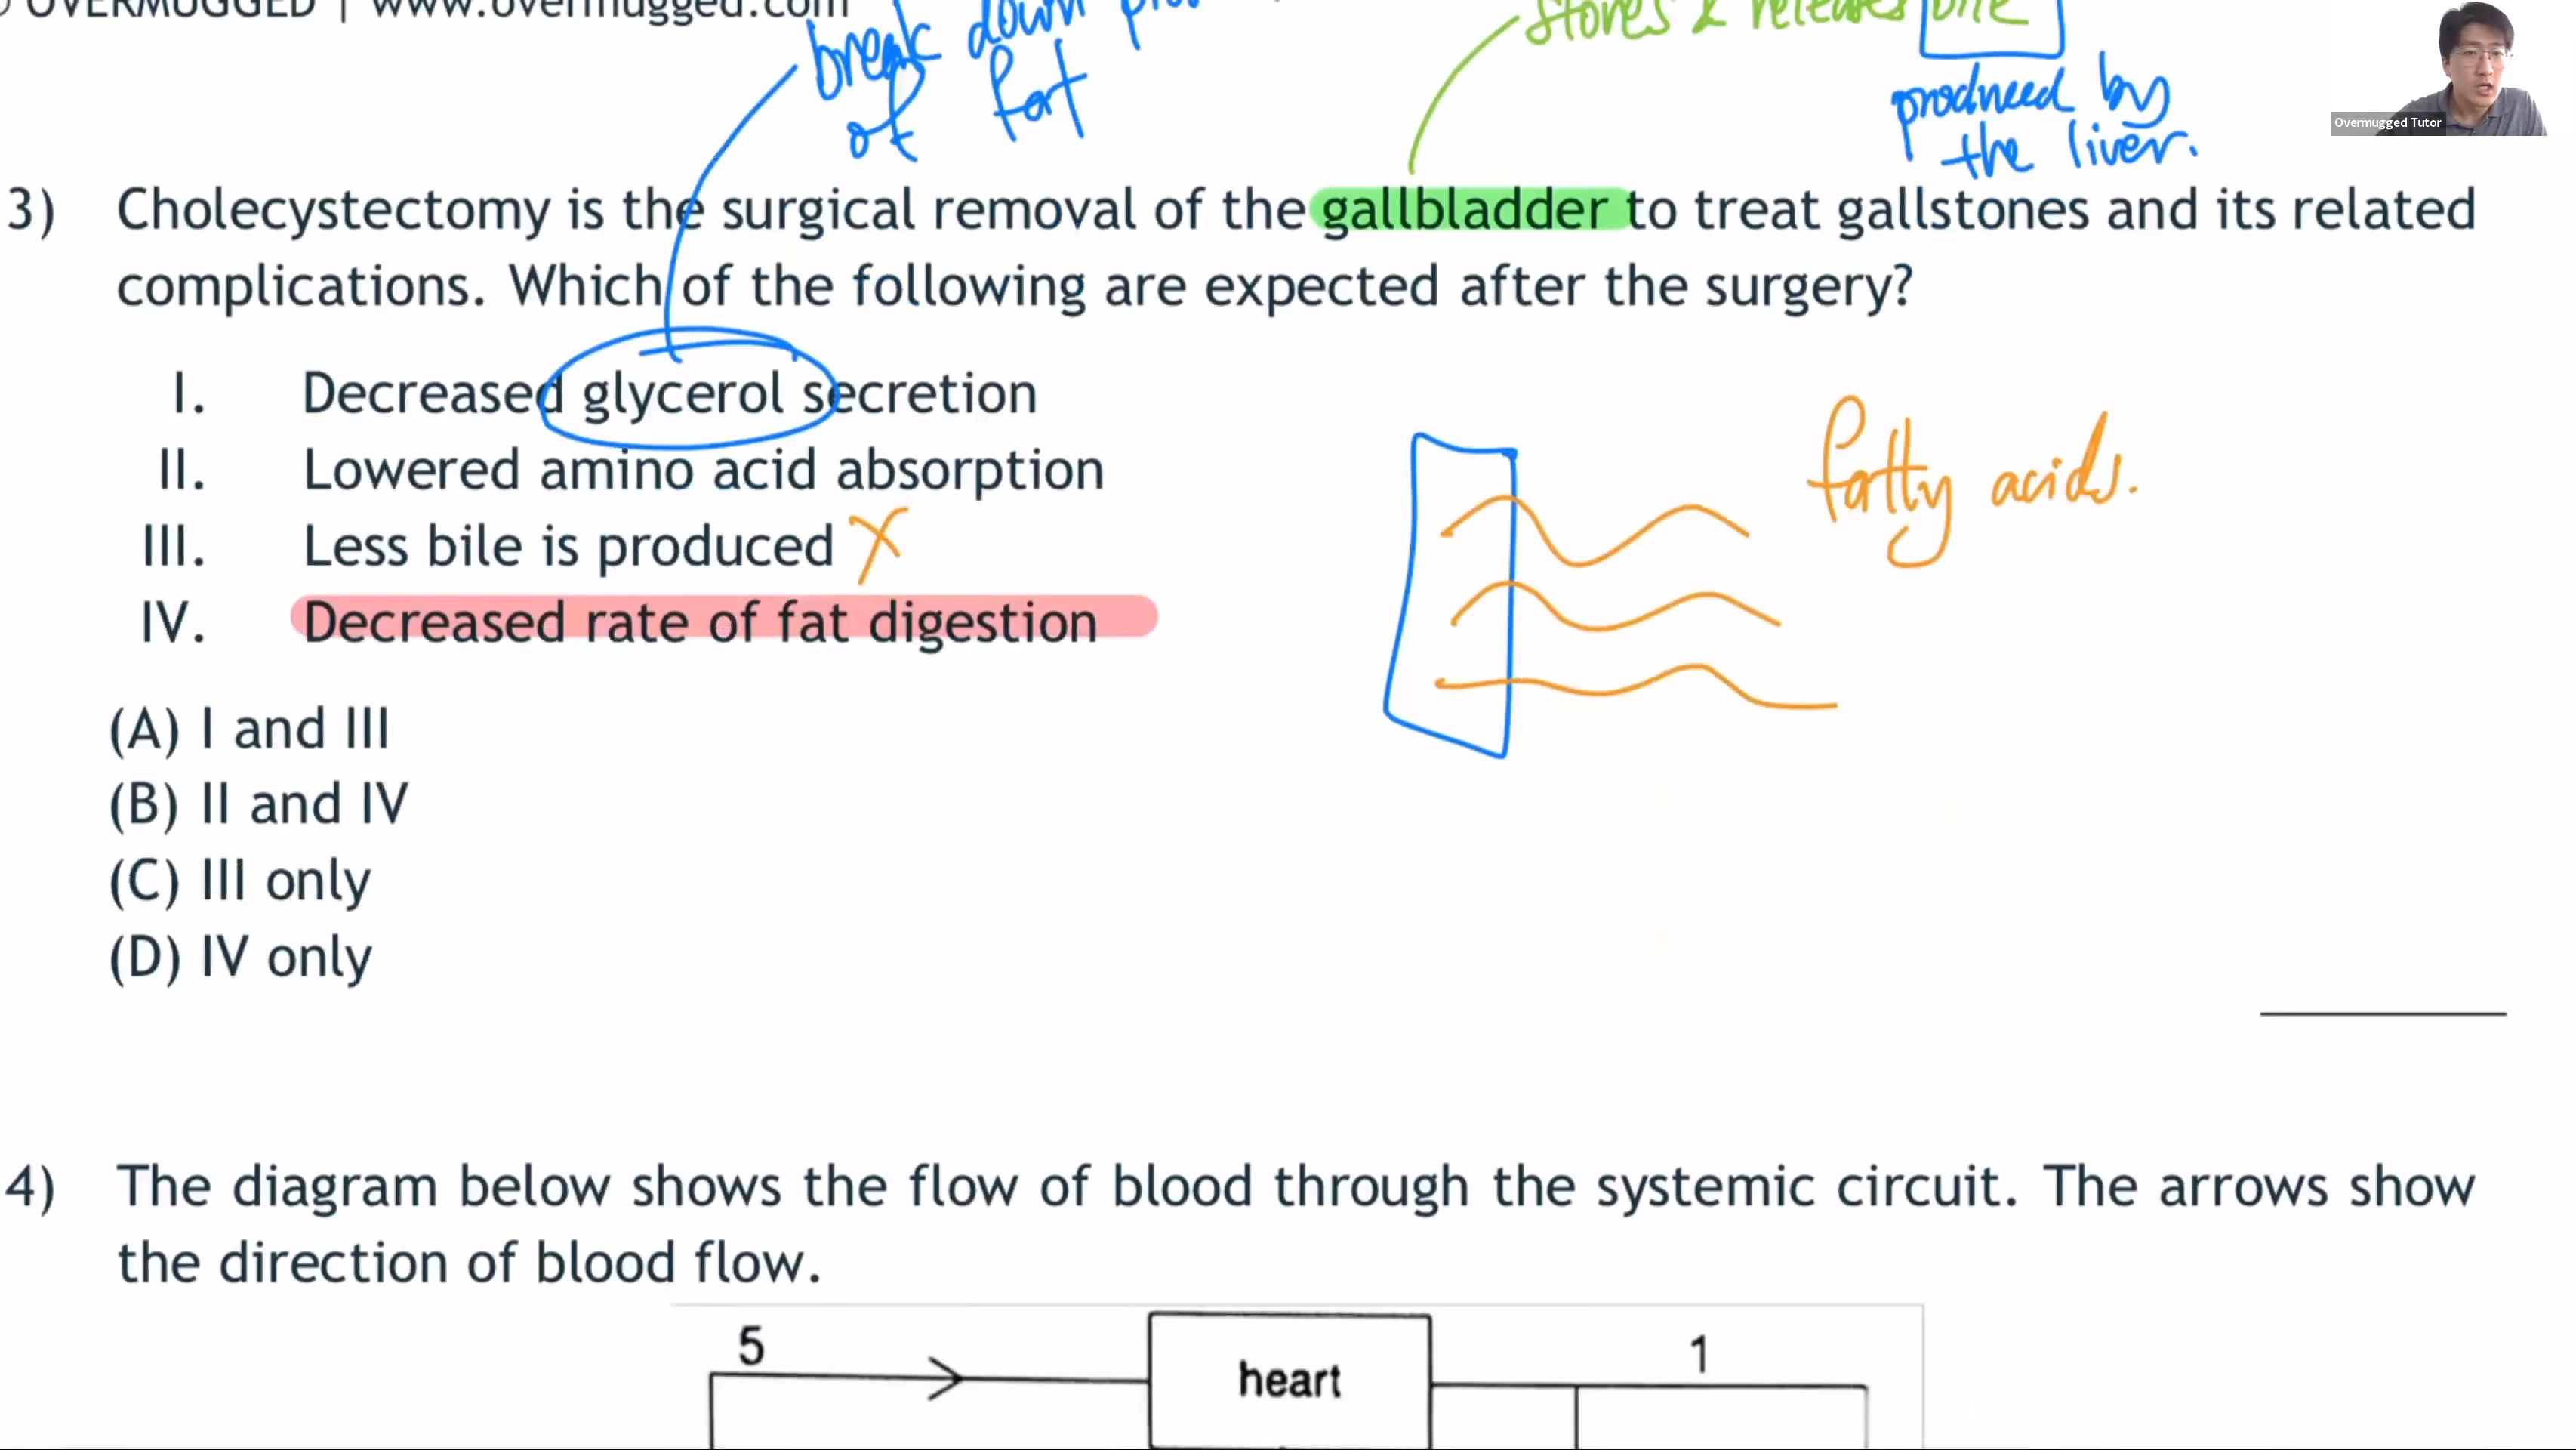 OVERMUGGED | www.overmugged.com
break down
of fat
stores & releases bile
produced by
the liver.
Overmugged Tutor
3) Cholecystectomy is the surgical removal of the gallbladder to treat gallstones and its related
complications. Which of the following are expected after the surgery?
I. Decreased glycerol secretion
II. Lowered amino acid absorption
III. Less bile is produced X
IV. Decreased rate of fat digestion
fatty acids.
(A) I and III
(B) II and IV
(C) III only
(D) IV only
4) The diagram below shows the flow of blood through the systemic circuit. The arrows show
the direction of blood flow.
5
heart
1